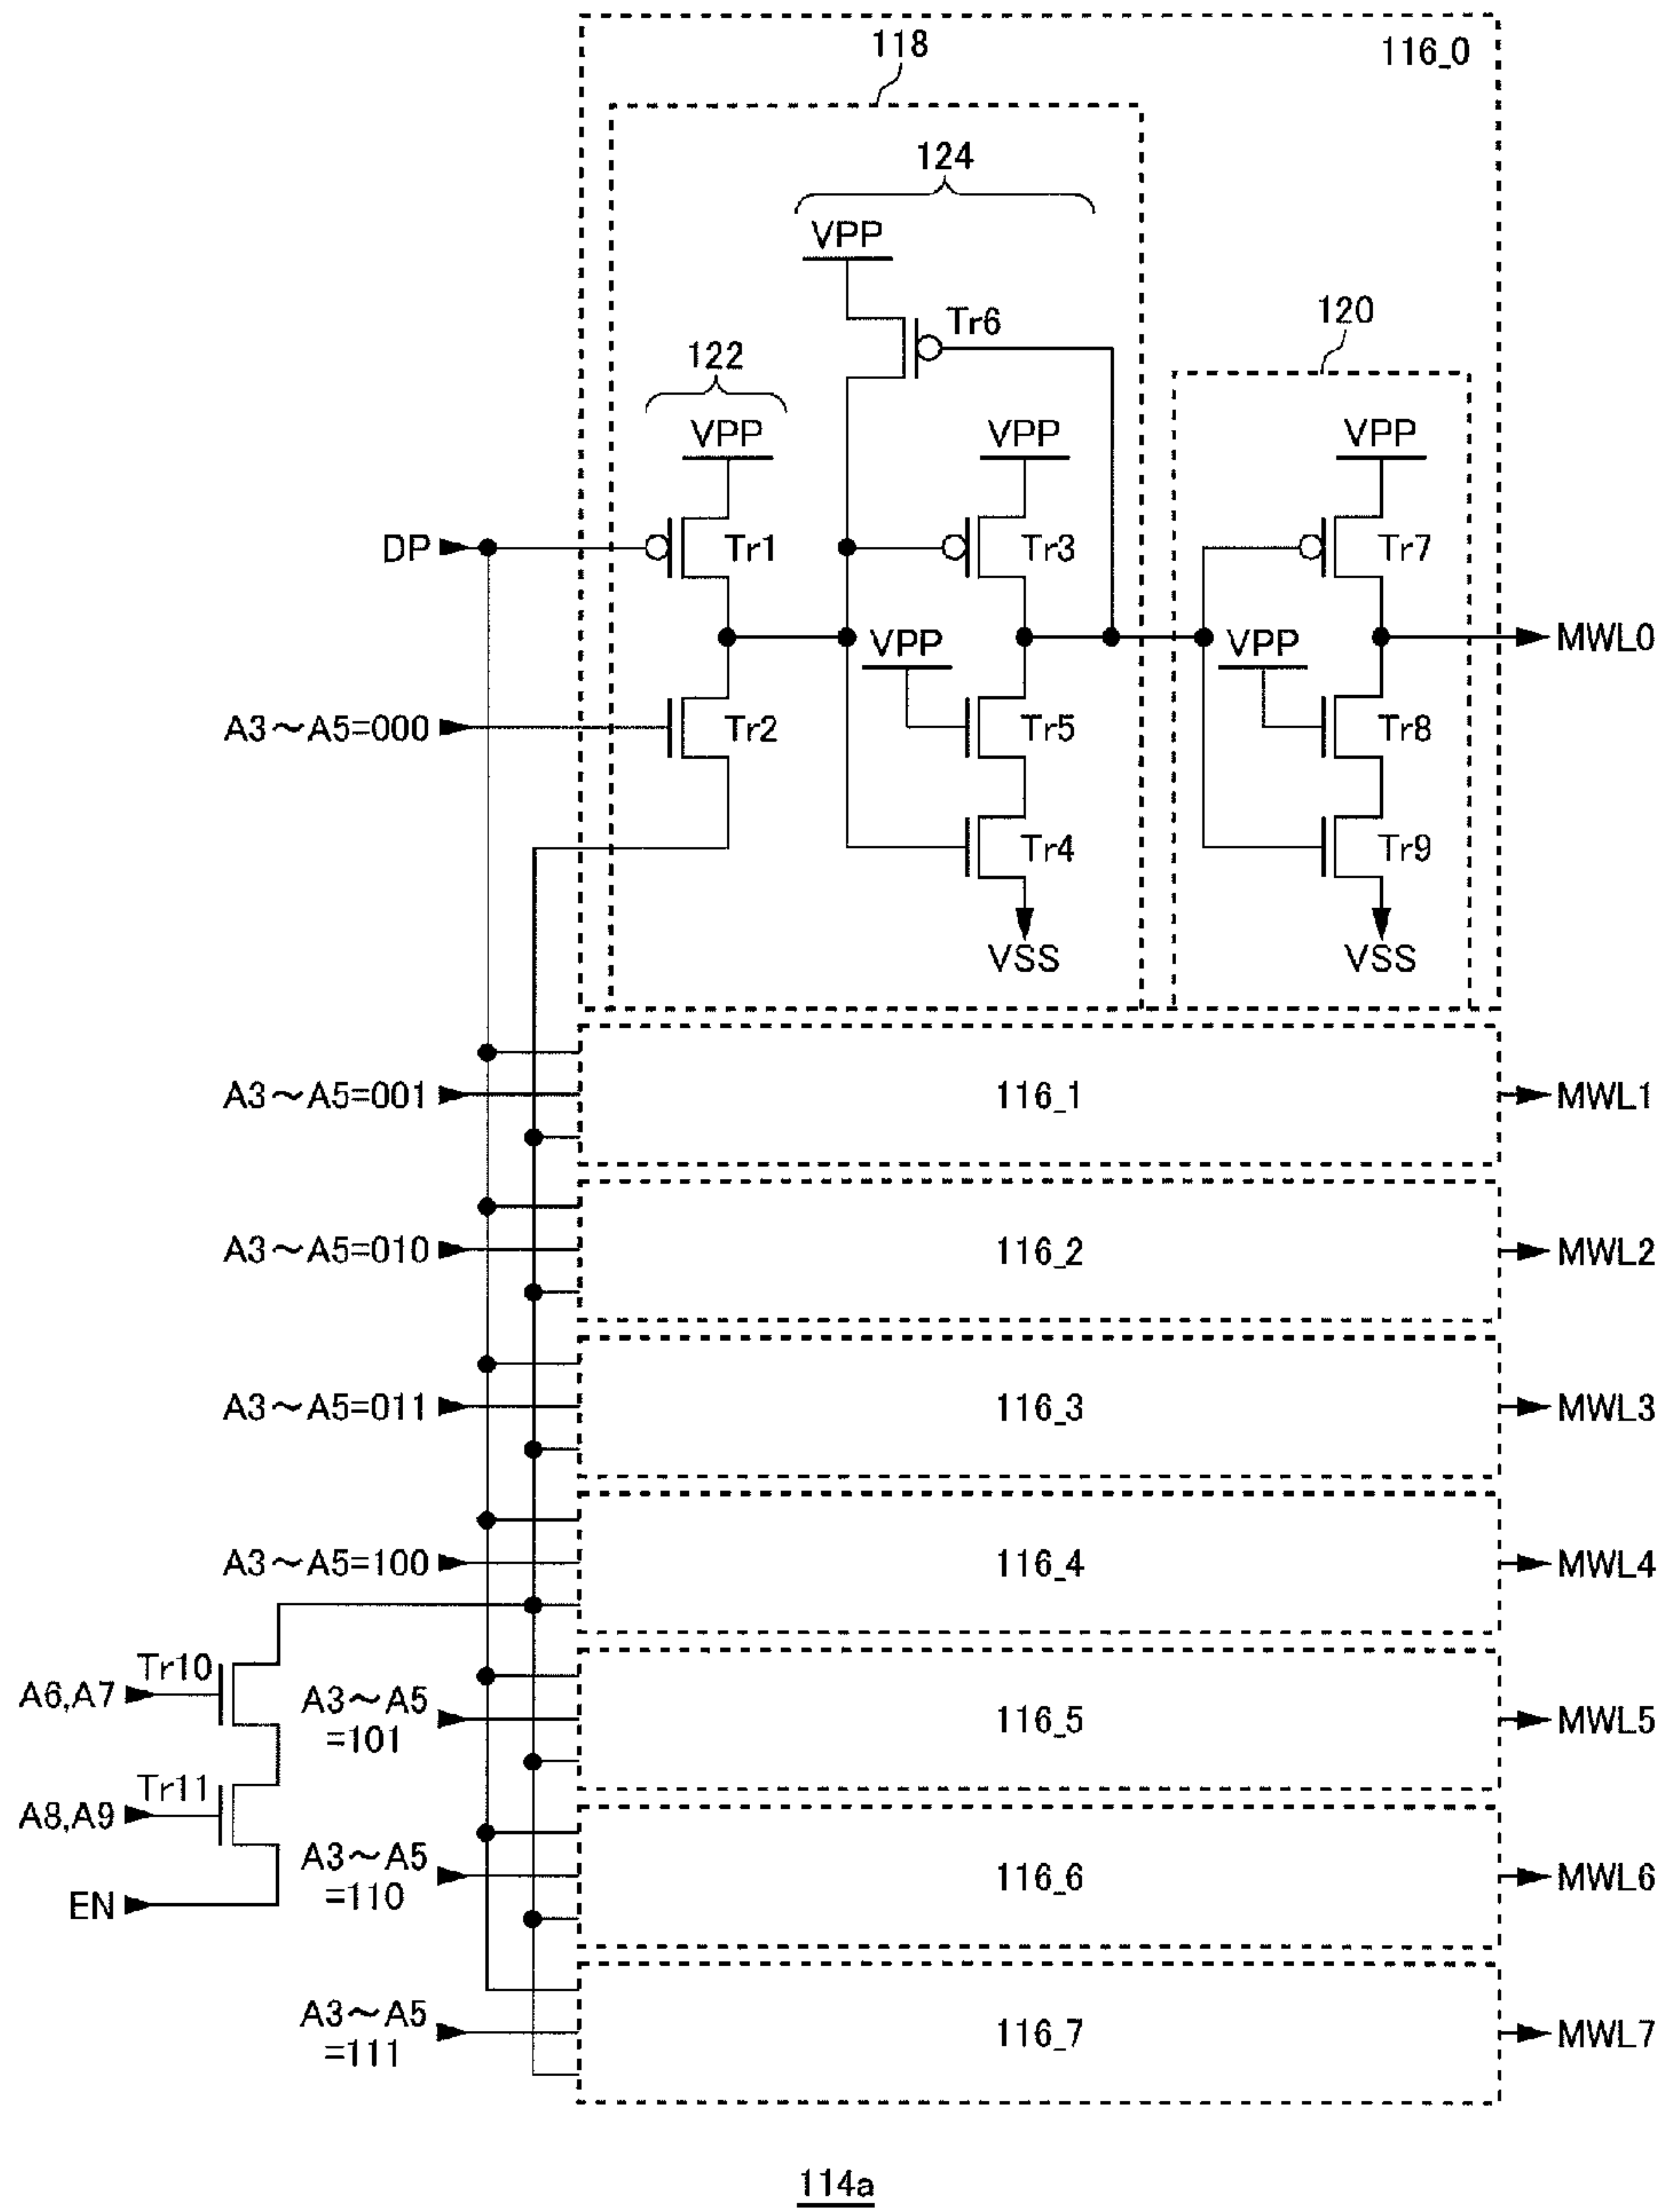 118
116_0
124
VPP
Tr6
120
122
VPP
VPP
VPP
DP
Tr1
Tr3
Tr7
VPP
VPP
MWL0
A3～A5=000
Tr2
Tr5
Tr8
Tr4
Tr9
VSS
VSS
A3～A5=001
116_1
MWL1
A3～A5=010
116_2
MWL2
A3～A5=011
116_3
MWL3
A3～A5=100
116_4
MWL4
Tr10
A6,A7
A3～A5
=101
116_5
MWL5
Tr11
A8,A9
A3～A5
=110
116_6
MWL6
EN
A3～A5
=111
116_7
MWL7
114a